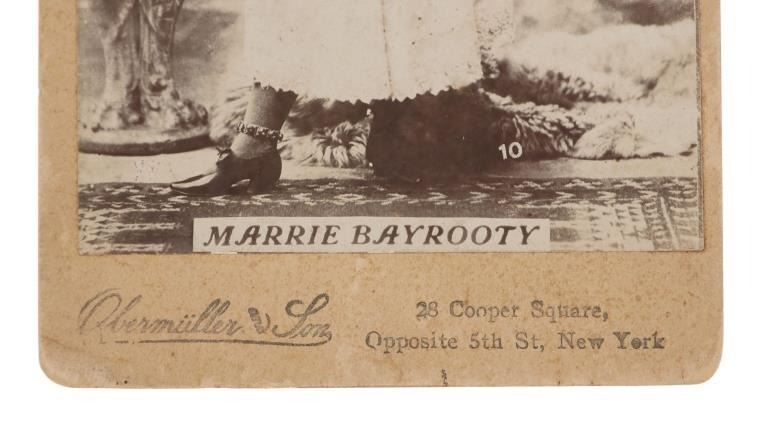 10
MARRIE BAYROOTY
Obermüller & Son
28 Cooper Square,
Opposite 5th St, New York